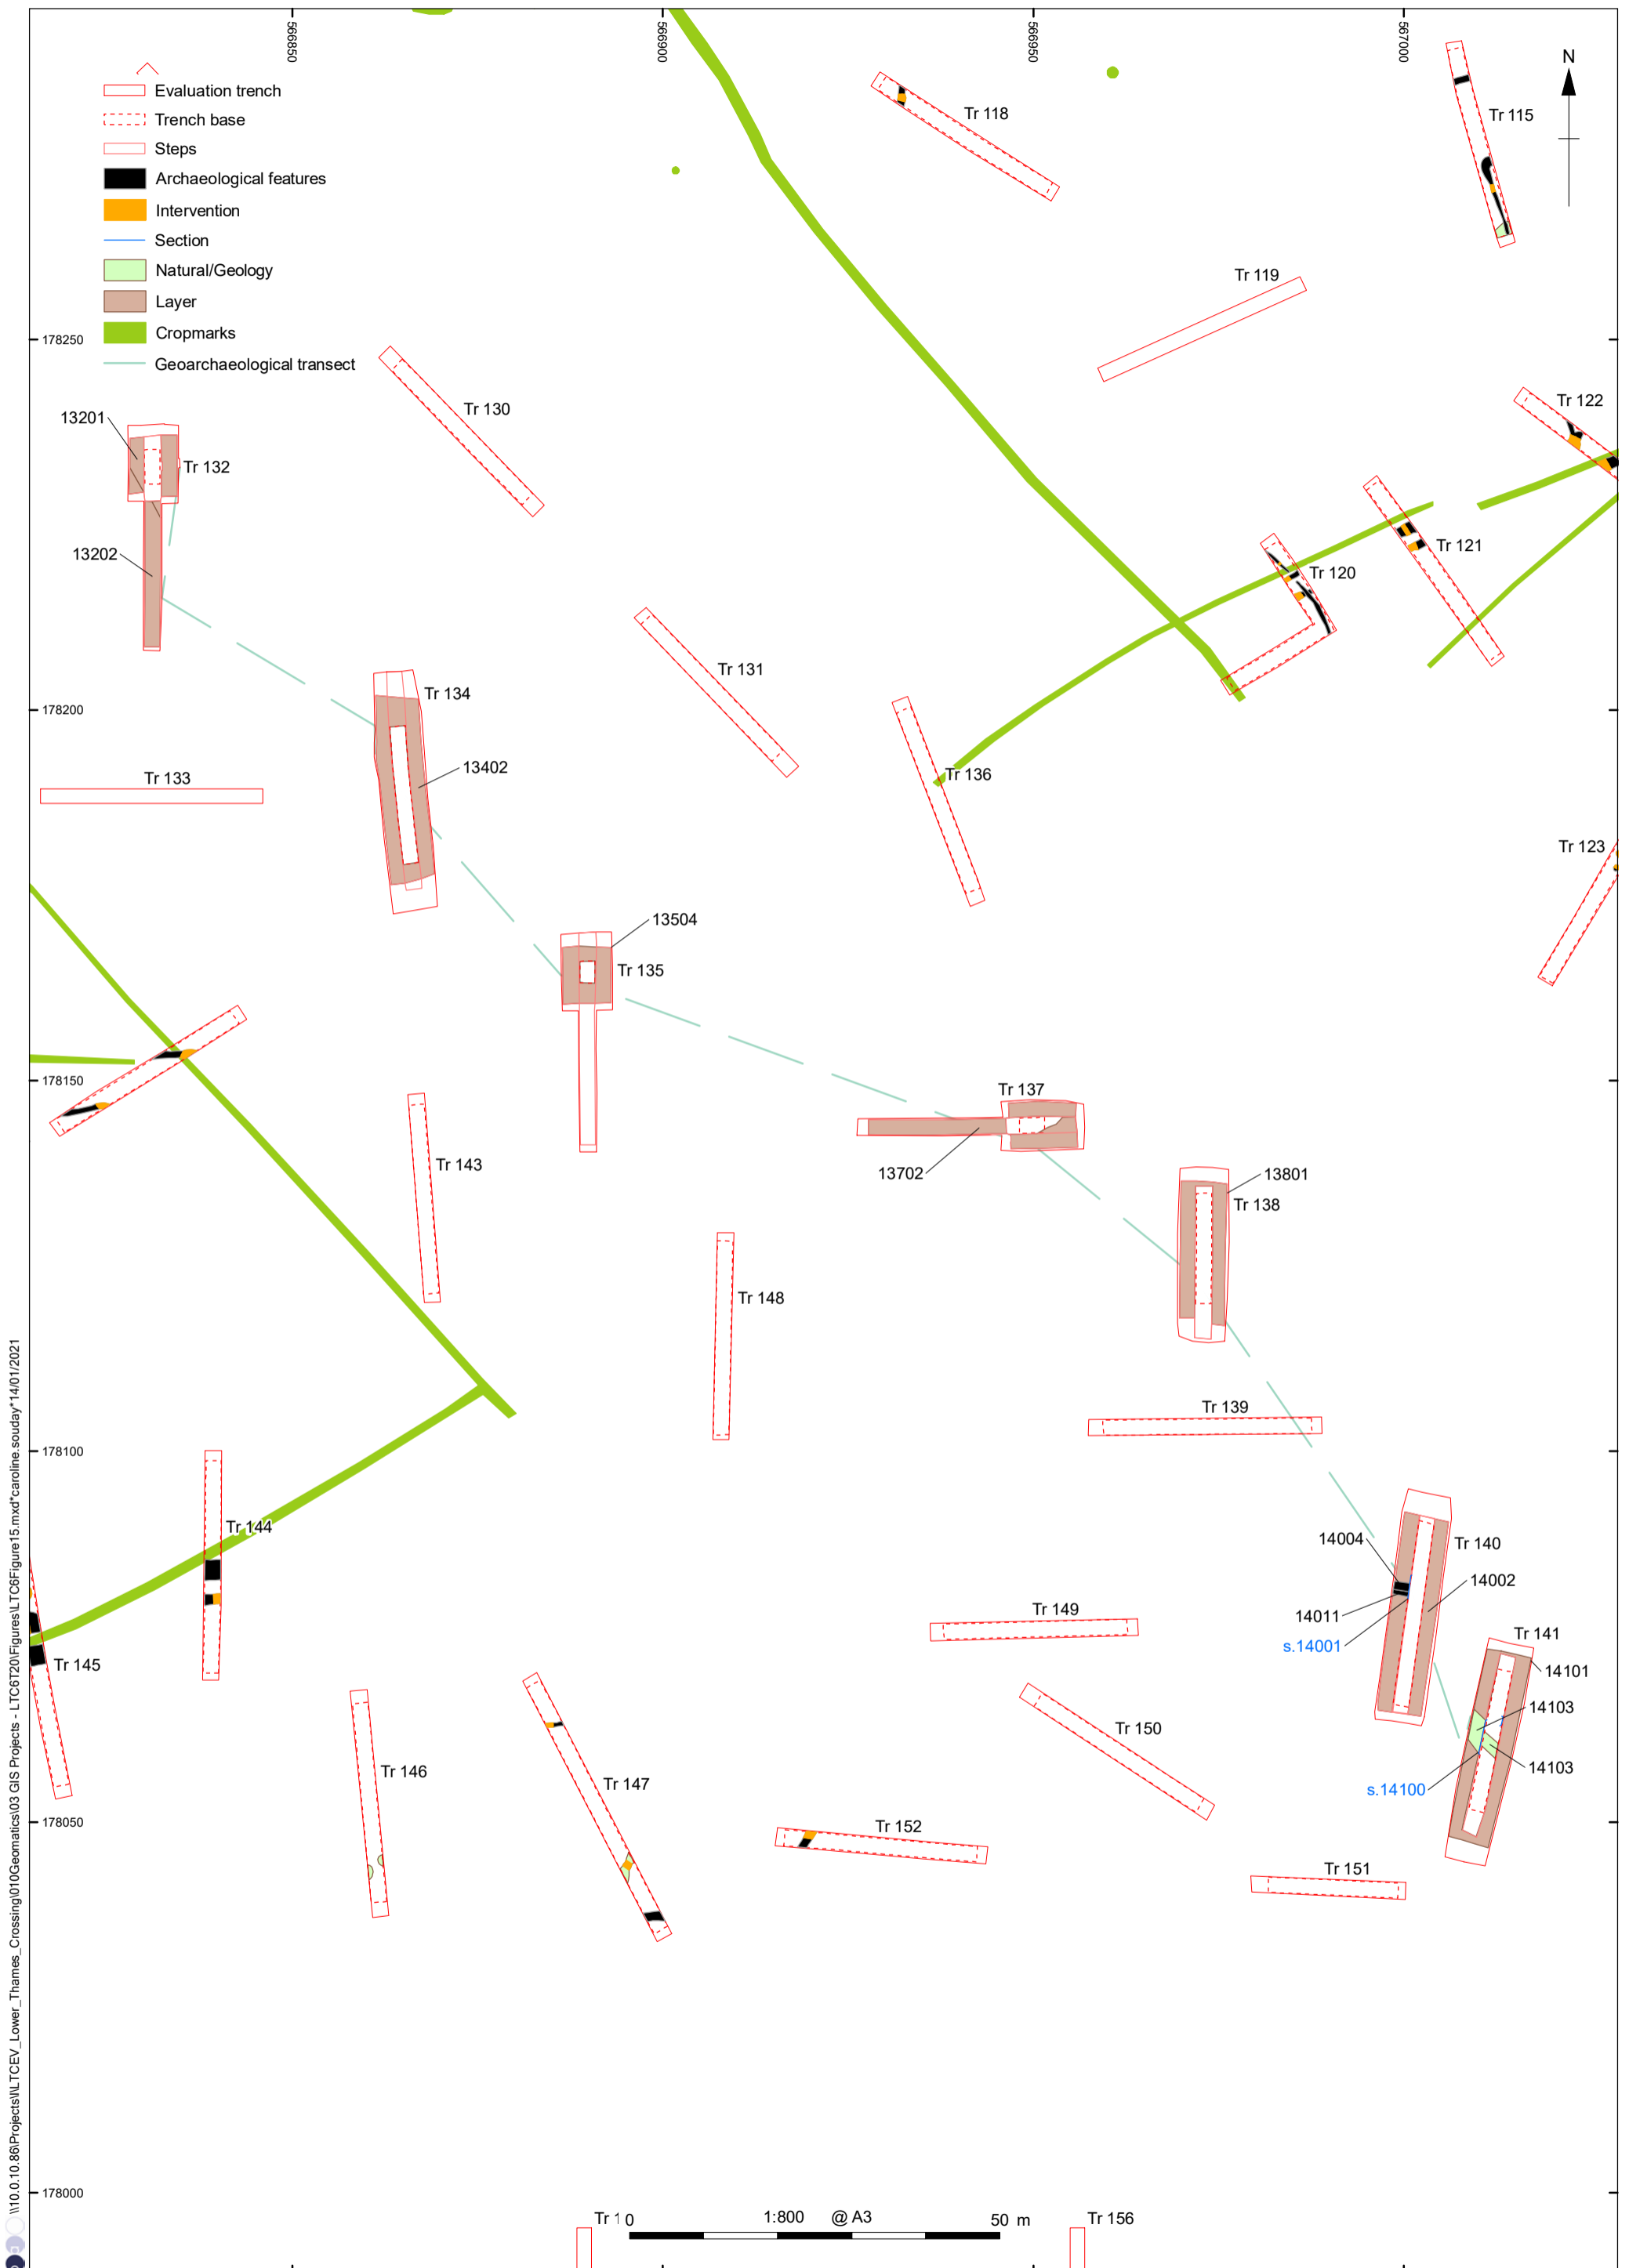 566850
566900
566950
567000
N
Evaluation trench
Trench base
Steps
Archaeological features
Intervention
Section
Natural/Geology
Layer
Cropmarks
Geoarchaeological transect
Tr 118
Tr 115
Tr 119
178250
Tr 130
Tr 122
13201
Tr 132
13202
Tr 121
Tr 120
Tr 131
Tr 134
178200
13402
Tr 133
Tr 136
Tr 123
13504
Tr 135
178150
Tr 137
Tr 143
13702
13801
Tr 138
Tr 148
Tr 139
178100
Tr 144
14004
Tr 140
14002
Tr 149
14011
s.14001
Tr 141
Tr 145
14101
14103
Tr 150
Tr 146
Tr 147
14103
s.14100
178050
Tr 152
Tr 151
178000
Tr 1
0
1:800 @ A3
50 m
Tr 156
\\10.0.10.86\Projects\l\LTCEV_Lower_Thames_Crossing\010Geomatics\03 GIS Projects - LTC6T20\Figures\LTC6Figure15.mxd*caroline.souday*14/01/2021